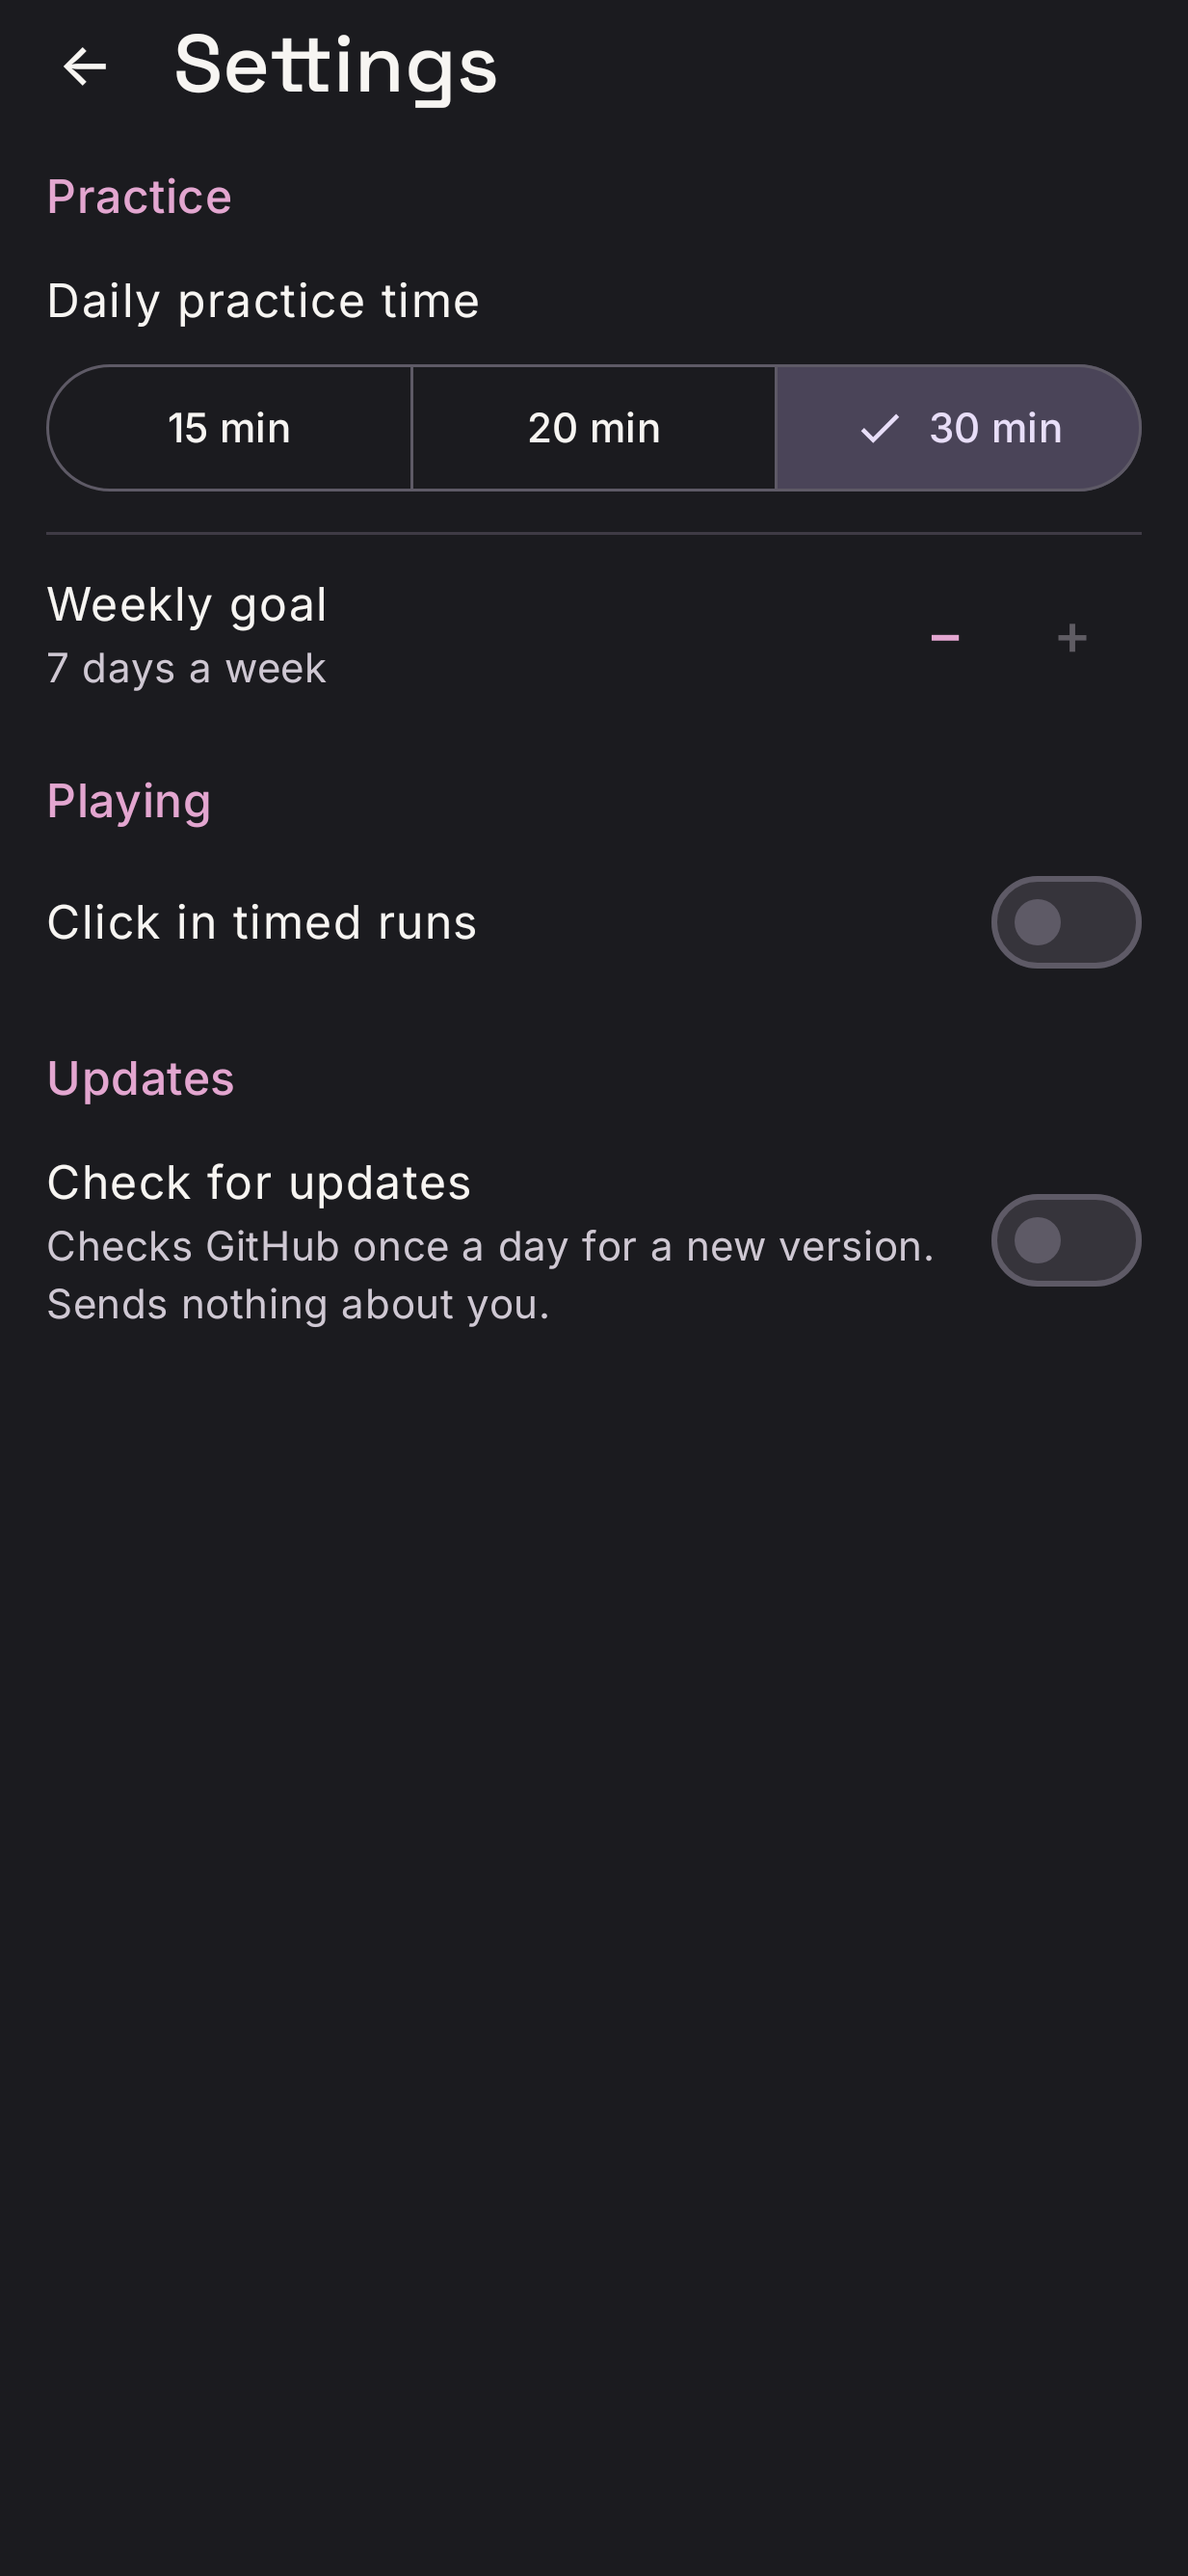 Settings
Practice
Daily practice time
15 min 20 min 30 min
Weekly goal
7 days a week
− +
Playing
Click in timed runs
Updates
Check for updates
Checks GitHub once a day for a new version.
Sends nothing about you.